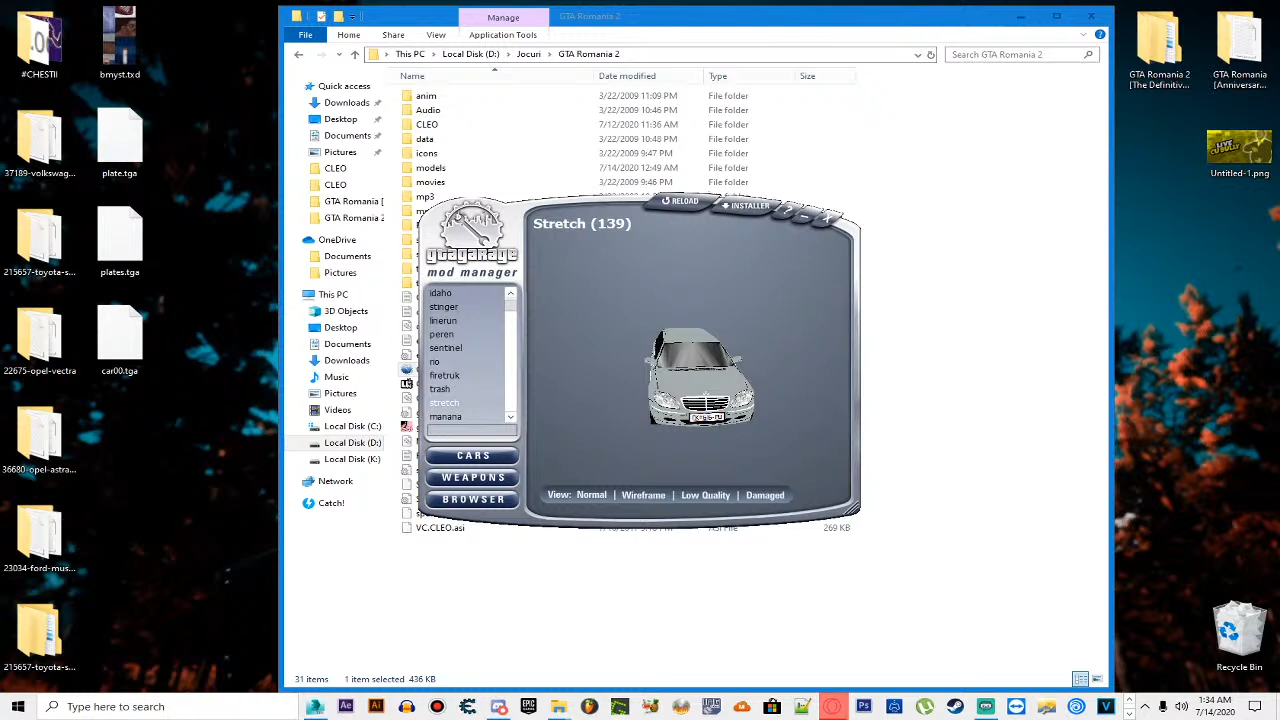 #CHESTII
bmyst.txd
7189-volkswag...
plate.tga
215657-toyota-s...
plates.tga
22675-opel-vectra
car00.tga
36680-opel-astra...
23034-ford-mus...
215657-toyota-s...
Manage
GTA Romania 2
File
Home
Share
View
Application Tools
This PC
Local Disk (D:)
Jocuri
GTA Romania 2
Search GTA Romania 2
Quick access
Downloads
Desktop
Documents
Pictures
CLEO
CLEO
GTA Romania [
GTA Romania 2
OneDrive
Documents
Pictures
This PC
3D Objects
Desktop
Documents
Downloads
Music
Pictures
Videos
Local Disk (C:)
Local Disk (D:)
Local Disk (K:)
Network
Catch!
Name
Date modified
Type
Size
anim 3/22/2009 11:09 PM File folder
Audio 3/22/2009 10:46 PM File folder
CLEO 7/12/2020 11:36 AM File folder
data 3/22/2009 10:48 PM File folder
icons 3/22/2009 9:47 PM File folder
models 7/14/2020 12:49 AM File folder
movies 3/22/2009 9:46 PM File folder
mp3
VC.CLEO.asi
269 KB
RELOAD
INSTALLER
?
Stretch (139)
mod manager
idaho
stinger
linerun
peren
sentinel
rio
firetruk
trash
stretch
manana
CARS
WEAPONS
BROWSER
View: Normal | Wireframe | Low Quality | Damaged
31 items
1 item selected 436 KB
GTA Romania 2
[The Definitiv...
GTA Romania
[Anniversar...
LIVE
CU BULLY
Untitled-1.png
Recycle Bin
Type here to search
1:34 AM
7/14/2020